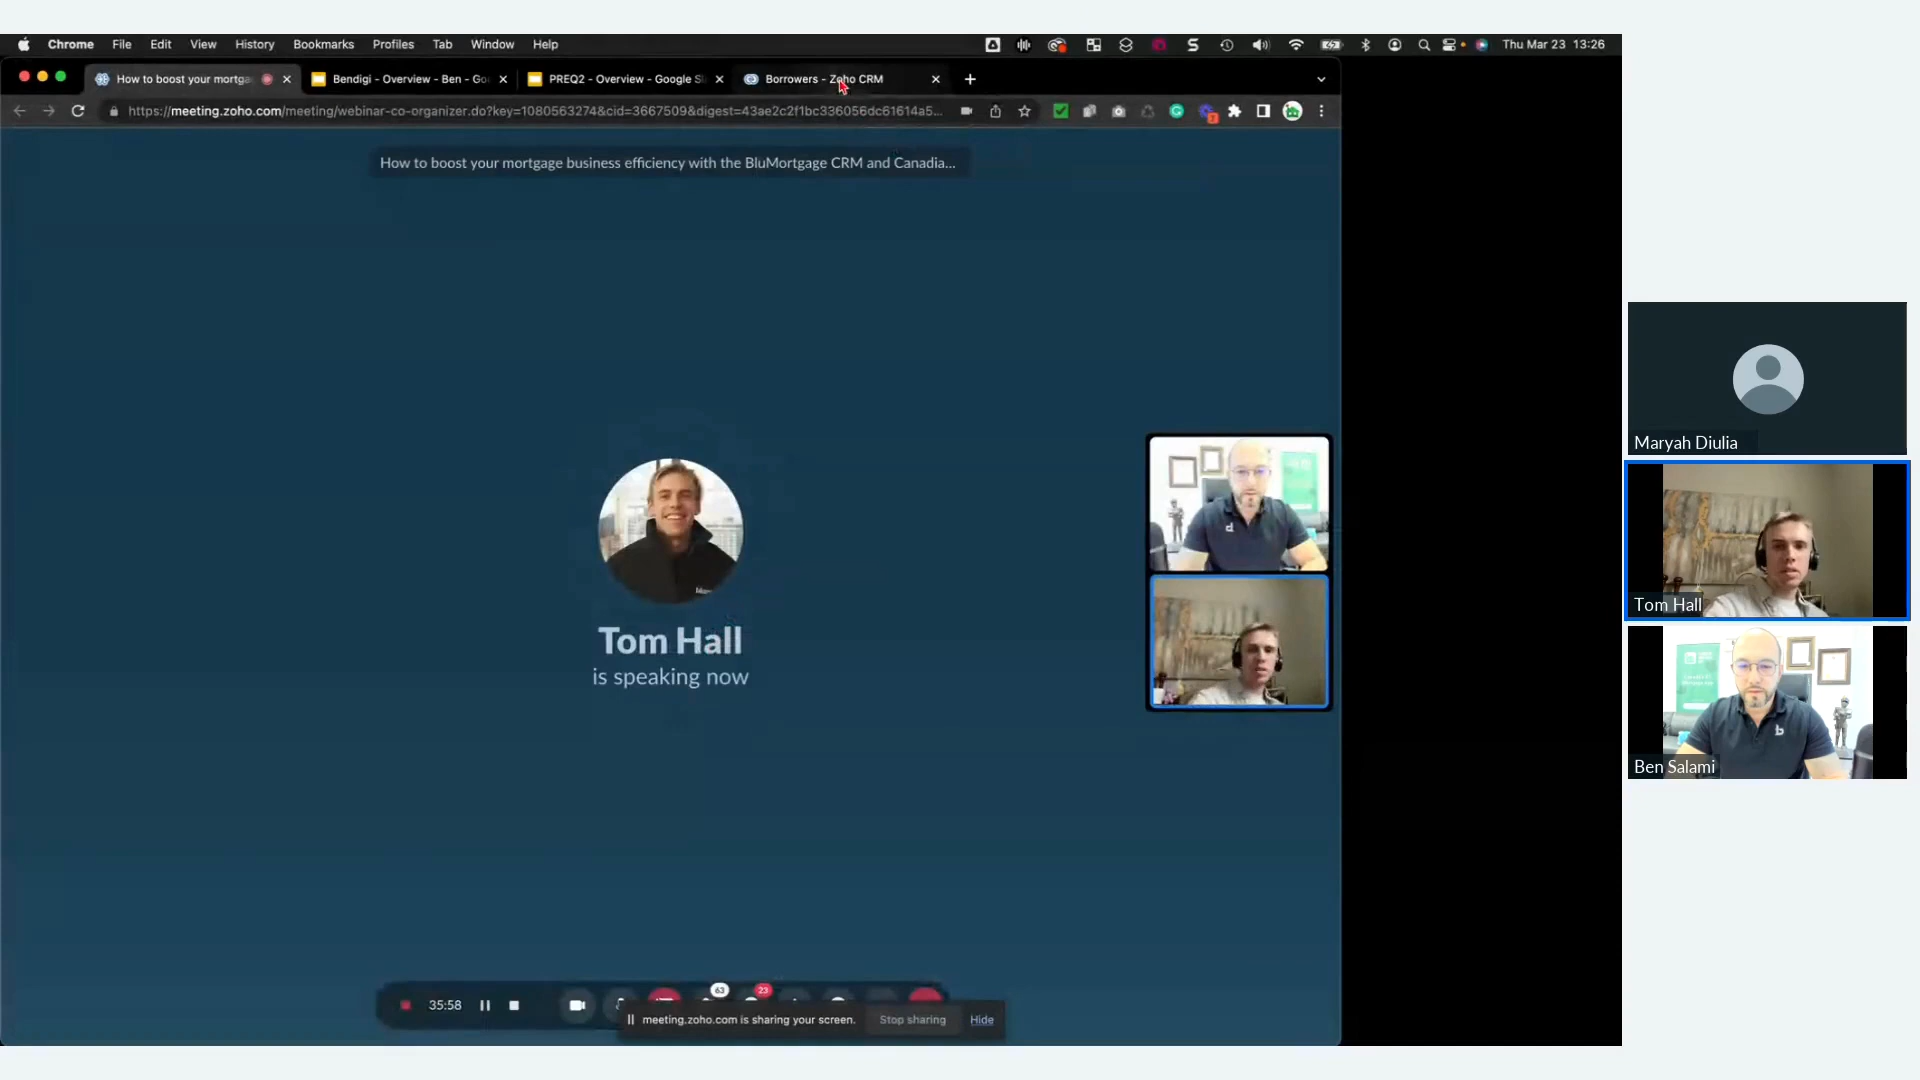 Chrome File Edit View History Bookmarks Profiles Tab Window Help
Thu Mar 23 13:26
How to boost your mortga
Bendigi - Overview - Ben - Go
PREQ2 - Overview - Google Sl
Borrowers - Zoho CRM
https://meeting.zoho.com/meeting/webinar-co-organizer.do?key=1080563274&cid=3667509&digest=43ae2c2f1bc336056dc61614a5...
How to boost your mortgage business efficiency with the BluMortgage CRM and Canadia...
Maryah Diulia
Tom Hall
Ben Salami
Tom Hall
is speaking now
63
23
35:58
meeting.zoho.com is sharing your screen.
Stop sharing
Hide